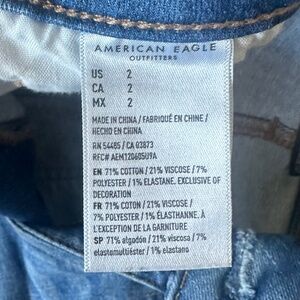 AMERICAN EAGLE
OUTFITTERS
US 2
CA 2
MX 2
MADE IN CHINA / FABRIQUÉ EN CHINE /
HECHO EN CHINA
RN 54485 / CA 03873
RFC# AEM120605U9A
EN 71% COTTON / 21% VISCOSE / 7%
POLYESTER / 1% ELASTANE. EXCLUSIVE OF
DECORATION
FR 71% COTON / 21% VISCOSE / 7%
POLYESTER / 1% ÉLASTHANNE. À
L'EXCEPTION DE LA GARNITURE
SP 71% algodón / 21% viscosa / 7%
elastomultiéster / 1% elastano